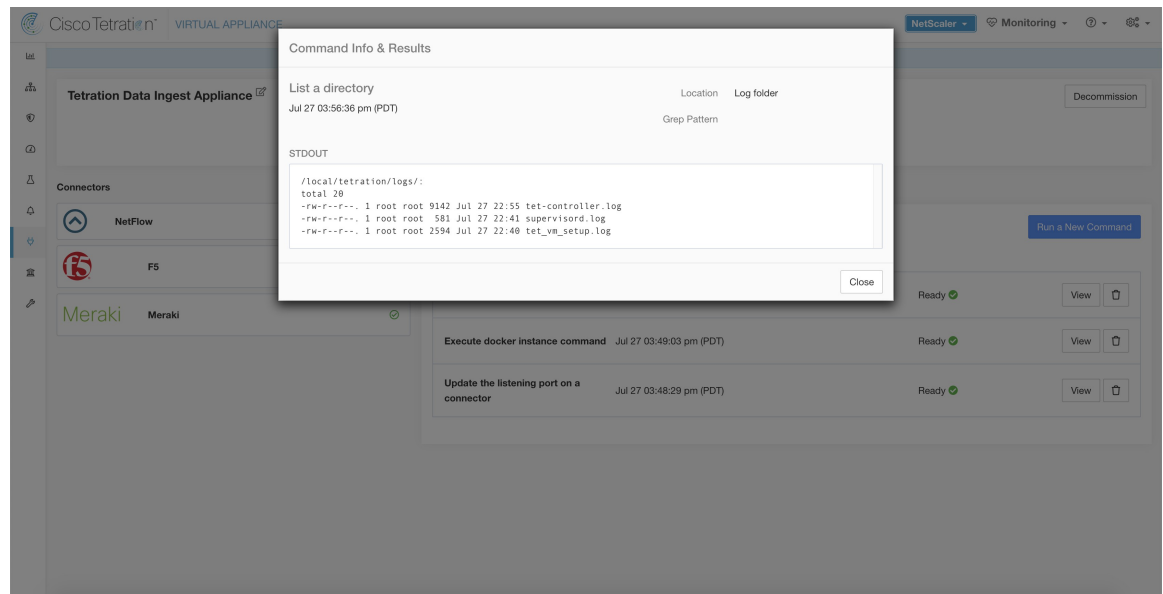 Cisco Tetration
VIRTUAL APPLIANCE
NetScaler
Monitoring
Tetration Data Ingest Appliance
Decommission
Connectors
NetFlow
F5
F5
Meraki
Meraki
Command Info & Results
List a directory
Jul 27 03:56:36 pm (PDT)
Location Log folder
Grep Pattern
STDOUT
/local/tetration/logs/:
total 20
-rw-r--r--. 1 root root 9142 Jul 27 22:55 tet-controller.log
-rw-r--r--. 1 root root  581 Jul 27 22:41 supervisord.log
-rw-r--r--. 1 root root 2594 Jul 27 22:40 tet_vm_setup.log
Close
Run a New Command
Ready View
Execute docker instance command Jul 27 03:49:03 pm (PDT) Ready View
Update the listening port on a
connector
Jul 27 03:48:29 pm (PDT) Ready View